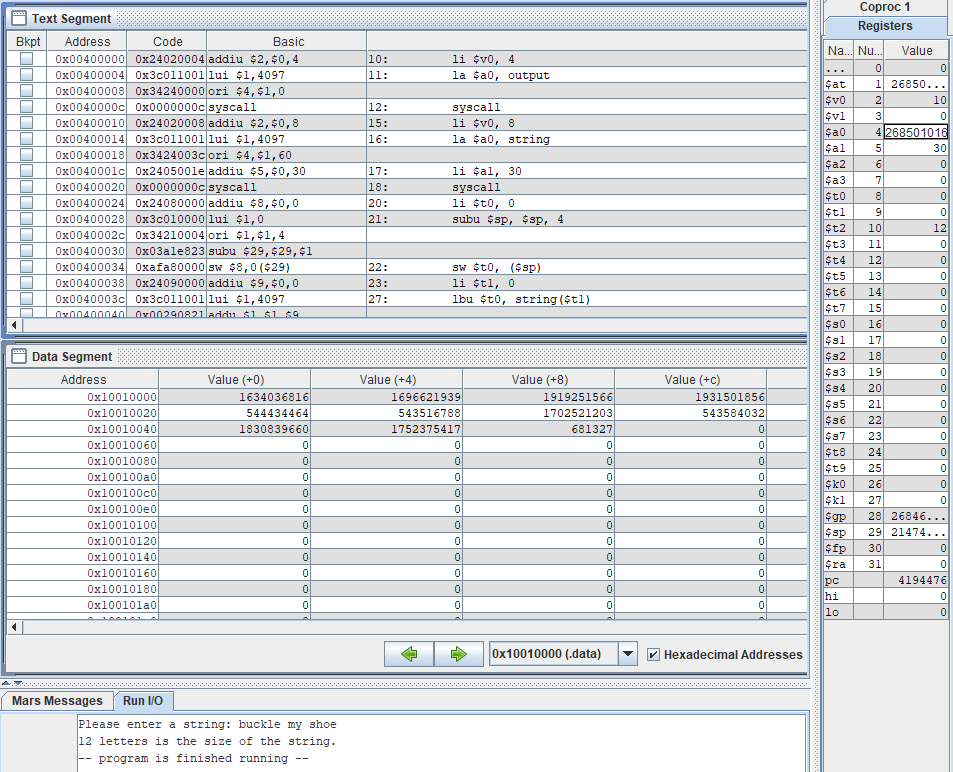 Text Segment
Bkpt Address Code Basic
0x00400000 0x24020004 addiu $2,$0,4 10: li $v0, 4
0x00400004 0x3c011001 lui $1,4097 11: la $a0, output
0x00400008 0x34240000 ori $4,$1,0
0x0040000c 0x0000000c syscall 12: syscall
0x00400010 0x24020008 addiu $2,$0,8 15: li $v0, 8
0x00400014 0x3c011001 lui $1,4097 16: la $a0, string
0x00400018 0x3424003c ori $4,$1,60
0x0040001c 0x2405001e addiu $5,$0,30 17: li $a1, 30
0x00400020 0x0000000c syscall 18: syscall
0x00400024 0x24080000 addiu $8,$0,0 20: li $t0, 0
0x00400028 0x3c010000 lui $1,0 21: subu $sp, $sp, 4
0x0040002c 0x34210004 ori $1,$1,4
0x00400030 0x03a1e823 subu $29,$29,$1
0x00400034 0xafa80000 sw $8,0($29) 22: sw $t0, ($sp)
0x00400038 0x24090000 addiu $9,$0,0 23: li $t1, 0
0x0040003c 0x3c011001 lui $1,4097 27: lbu $t0, string($t1)
0x00400040 0x00290821 addu $1,$1,$9
Data Segment
Address Value (+0) Value (+4) Value (+8) Value (+c)
0x10010000 1634036816 1696621939 1919251566 1931501856
0x10010020 544434464 543516788 1702521203 543584032
0x10010040 1830839660 1752375417 681327 0
0x10010060 0 0 0 0
0x10010080 0 0 0 0
0x100100a0 0 0 0 0
0x100100c0 0 0 0 0
0x100100e0 0 0 0 0
0x10010100 0 0 0 0
0x10010120 0 0 0 0
0x10010140 0 0 0 0
0x10010160 0 0 0 0
0x10010180 0 0 0 0
0x100101a0 0 0 0 0
0x10010000 (.data) Hexadecimal Addresses
Mars Messages Run I/O
Please enter a string: buckle my shoe
12 letters is the size of the string.
-- program is finished running --
Coproc 1
Registers
Na... Nu... Value
... 0 0
$at 1 26850...
$v0 2 10
$v1 3 0
$a0 4 268501016
$a1 5 30
$a2 6 0
$a3 7 0
$t0 8 0
$t1 9 0
$t2 10 12
$t3 11 0
$t4 12 0
$t5 13 0
$t6 14 0
$t7 15 0
$s0 16 0
$s1 17 0
$s2 18 0
$s3 19 0
$s4 20 0
$s5 21 0
$s6 22 0
$s7 23 0
$t8 24 0
$t9 25 0
$k0 26 0
$k1 27 0
$gp 28 26846...
$sp 29 21474...
$fp 30 0
$ra 31 0
pc 4194476
hi 0
lo 0